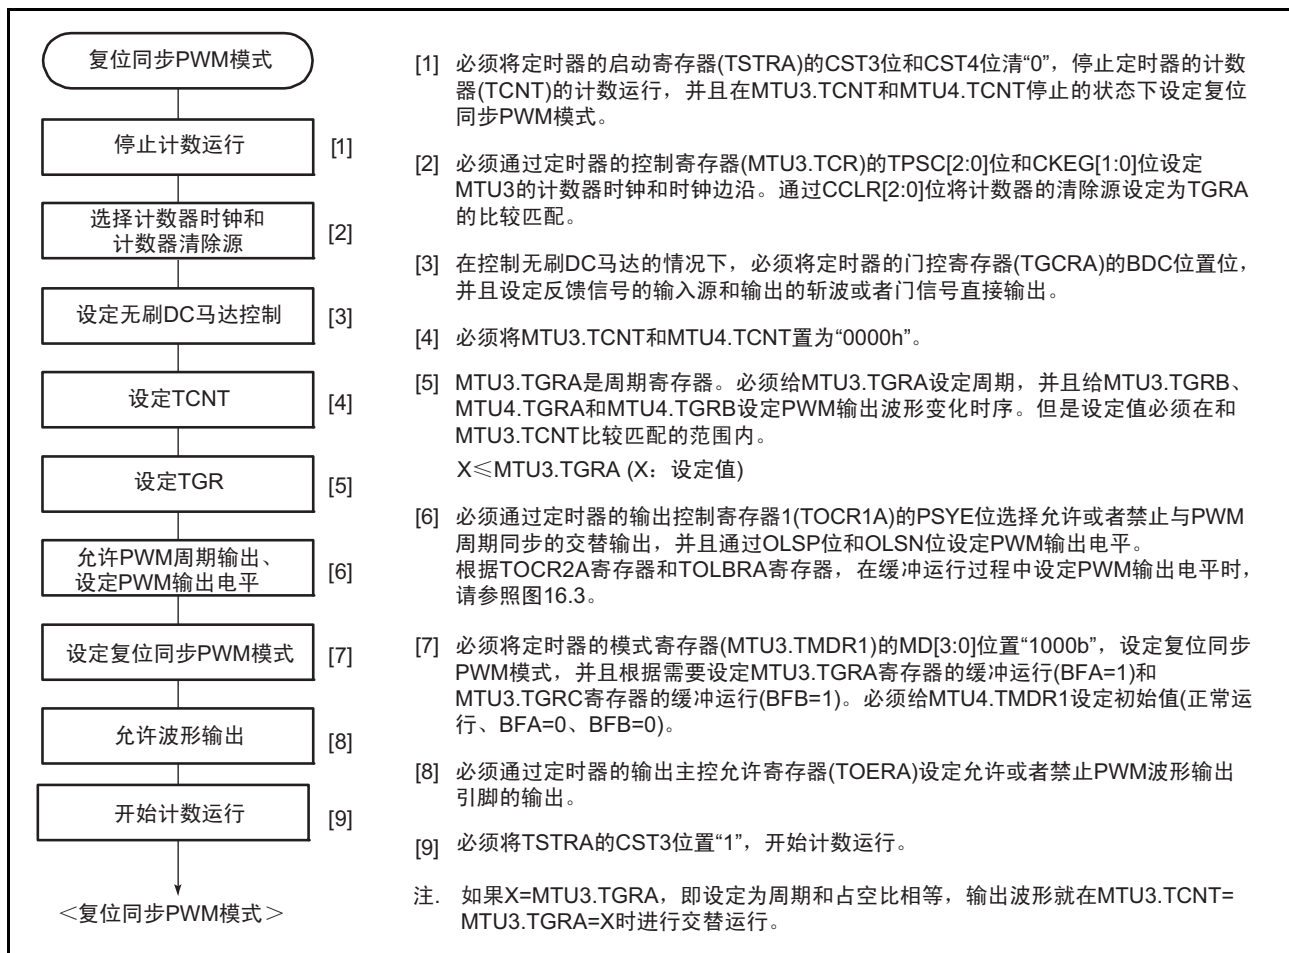 复位同步PWM模式
停止计数运行
[1]
选择计数器时钟和
计数器清除源
[2]
设定无刷DC马达控制
[3]
设定TCNT
[4]
设定TGR
[5]
允许PWM周期输出、
设定PWM输出电平
[6]
设定复位同步PWM模式
[7]
允许波形输出
[8]
开始计数运行
[9]
＜复位同步PWM模式＞
[1] 必须将定时器的启动寄存器(TSTRA)的CST3位和CST4位清“0”，停止定时器的计数
器(TCNT)的计数运行，并且在MTU3.TCNT和MTU4.TCNT停止的状态下设定复位
同步PWM模式。
[2] 必须通过定时器的控制寄存器(MTU3.TCR)的TPSC[2:0]位和CKEG[1:0]位设定
MTU3的计数器时钟和时钟边沿。通过CCLR[2:0]位将计数器的清除源设定为TGRA
的比较匹配。
[3] 在控制无刷DC马达的情况下，必须将定时器的门控寄存器(TGCRA)的BDC位置位，
并且设定反馈信号的输入源和输出的斩波或者门信号直接输出。
[4] 必须将MTU3.TCNT和MTU4.TCNT置为“0000h”。
[5] MTU3.TGRA是周期寄存器。必须给MTU3.TGRA设定周期，并且给MTU3.TGRB、
MTU4.TGRA和MTU4.TGRB设定PWM输出波形变化时序。但是设定值必须在和
MTU3.TCNT比较匹配的范围内。
X≤MTU3.TGRA (X：设定值)
[6] 必须通过定时器的输出控制寄存器1(TOCR1A)的PSYE位选择允许或者禁止与PWM
周期同步的交替输出，并且通过OLSP位和OLSN位设定PWM输出电平。
根据TOCR2A寄存器和TOLBRA寄存器，在缓冲运行过程中设定PWM输出电平时，
请参照图16.3。
[7] 必须将定时器的模式寄存器(MTU3.TMDR1)的MD[3:0]位置“1000b”，设定复位同步
PWM模式，并且根据需要设定MTU3.TGRA寄存器的缓冲运行(BFA=1)和
MTU3.TGRC寄存器的缓冲运行(BFB=1)。必须给MTU4.TMDR1设定初始值(正常运
行、BFA=0、BFB=0)。
[8] 必须通过定时器的输出主控允许寄存器(TOERA)设定允许或者禁止PWM波形输出
引脚的输出。
[9] 必须将TSTRA的CST3位置“1”，开始计数运行。
注. 如果X=MTU3.TGRA，即设定为周期和占空比相等，输出波形就在MTU3.TCNT=
MTU3.TGRA=X时进行交替运行。